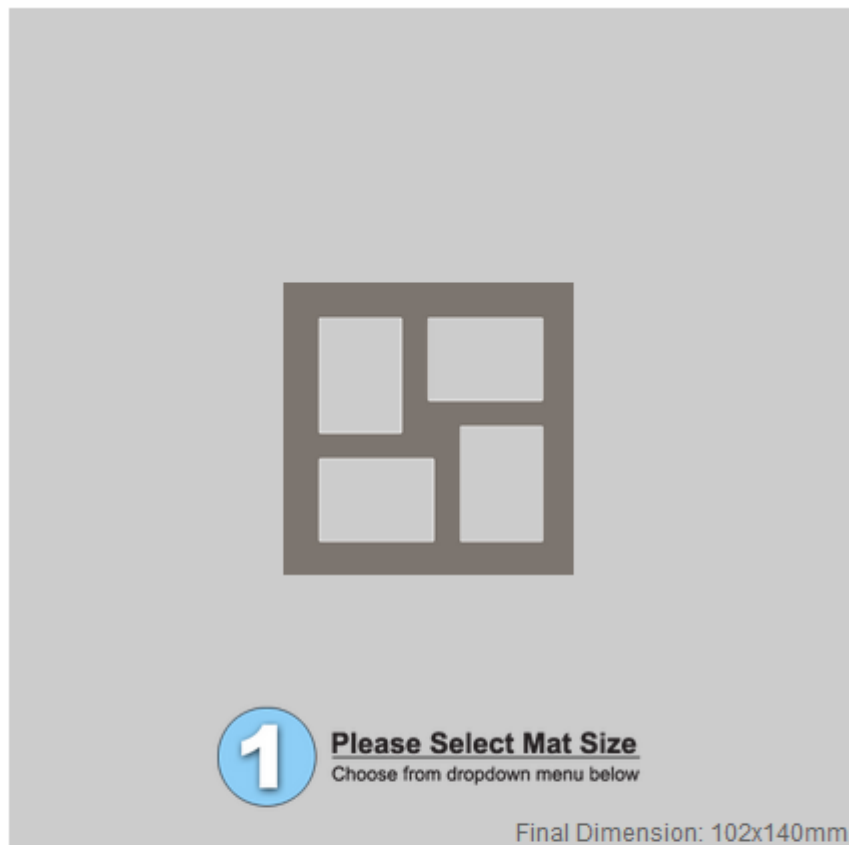 1
Please Select Mat Size
Choose from dropdown menu below
Final Dimension: 102x140mm